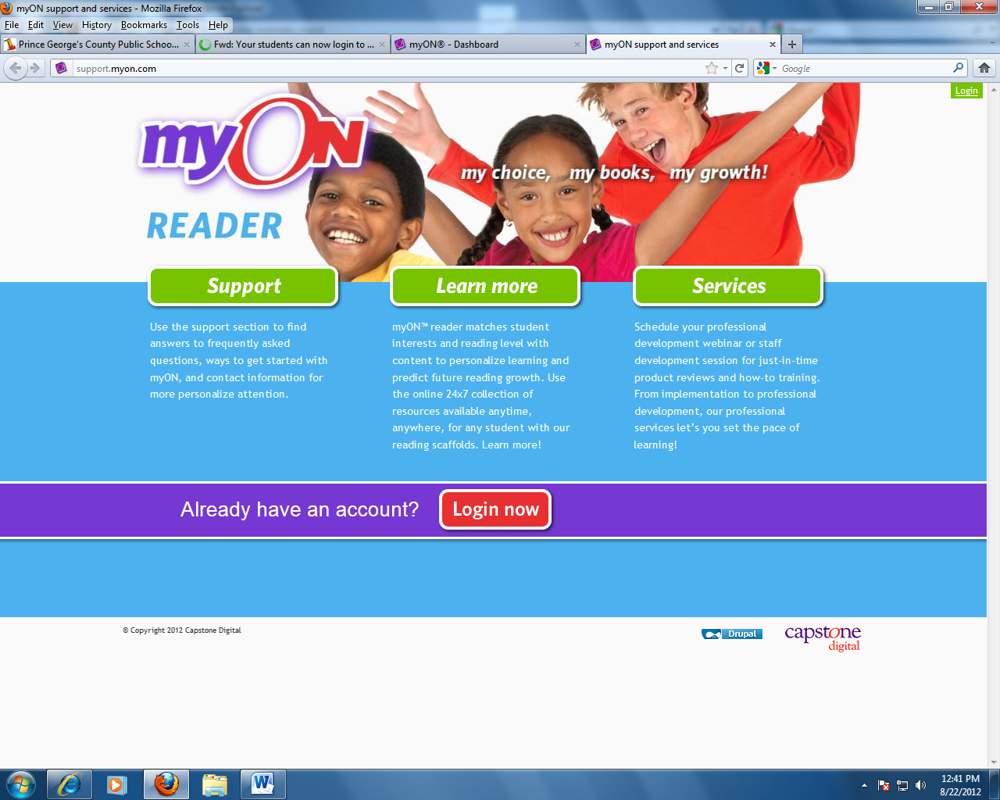 myON support and services - Mozilla Firefox
File Edit View History Bookmarks Tools Help
Prince George's County Public Schoo...
Fwd: Your students can now login to ...
myON® - Dashboard
myON support and services
support.myon.com
Google
Login
myON
my choice, my books, my growth!
READER
Support
Learn more
Services
Use the support section to find
answers to frequently asked
questions, ways to get started with
myON, and contact information for
more personalize attention.
myON™ reader matches student
interests and reading level with
content to personalize learning and
predict future reading growth. Use
the online 24x7 collection of
resources available anytime,
anywhere, for any student with our
reading scaffolds. Learn more!
Schedule your professional
development webinar or staff
development session for just-in-time
product reviews and how-to training.
From implementation to professional
development, our professional
services let's you set the pace of
learning!
Already have an account?
Login now
© Copyright 2012 Capstone Digital
Drupal
capstone
digital
12:41 PM
8/22/2012